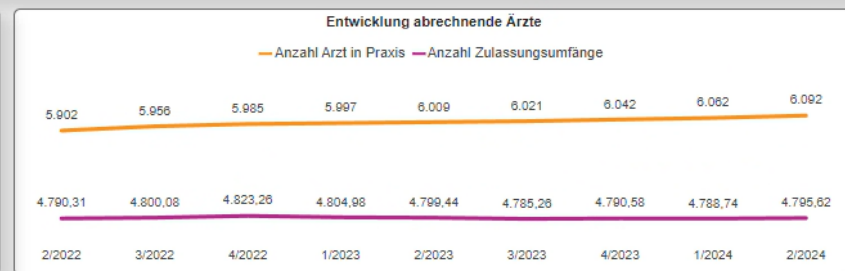 Entwicklung abrechnende Ärzte
Anzahl Arzt in Praxis Anzahl Zulassungsumfänge
5.902 5.956 5.985 5.997 6.009 6.021 6.042 6.062 6.092
4.790,31 4.800,08 4.823,26 4.804,98 4.799,44 4.785,26 4.790,58 4.788,74 4.795,62
2/2022 3/2022 4/2022 1/2023 2/2023 3/2023 4/2023 1/2024 2/2024